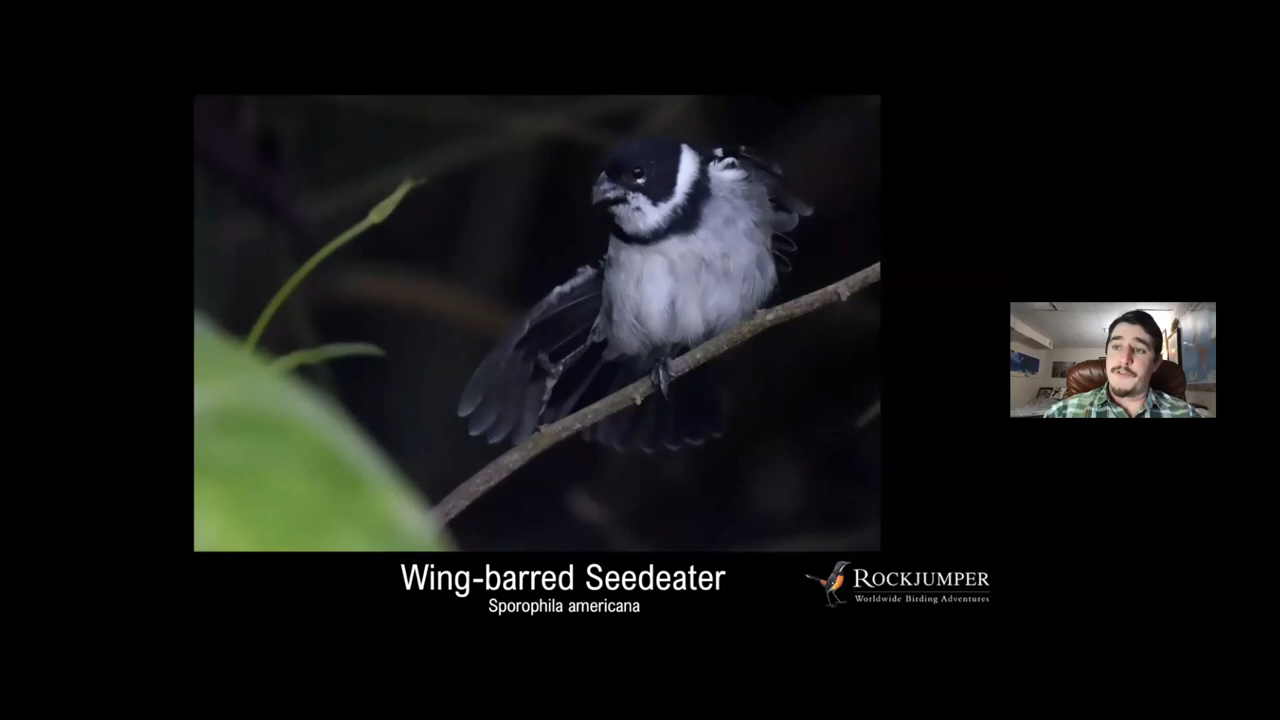 Wing-barred Seedeater
Sporophila americana
ROCKJUMPER
Worldwide Birding Adventures